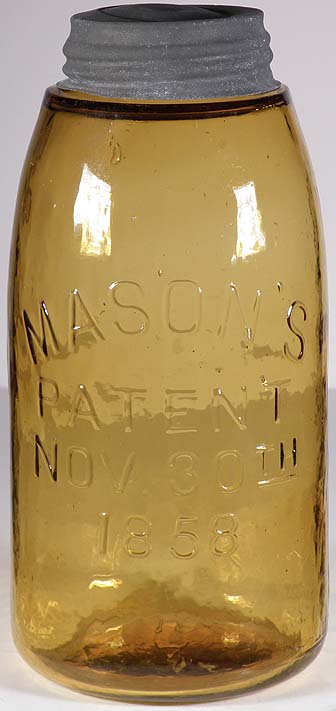 MASON'S
PATENT
NOV. 30TH
1858